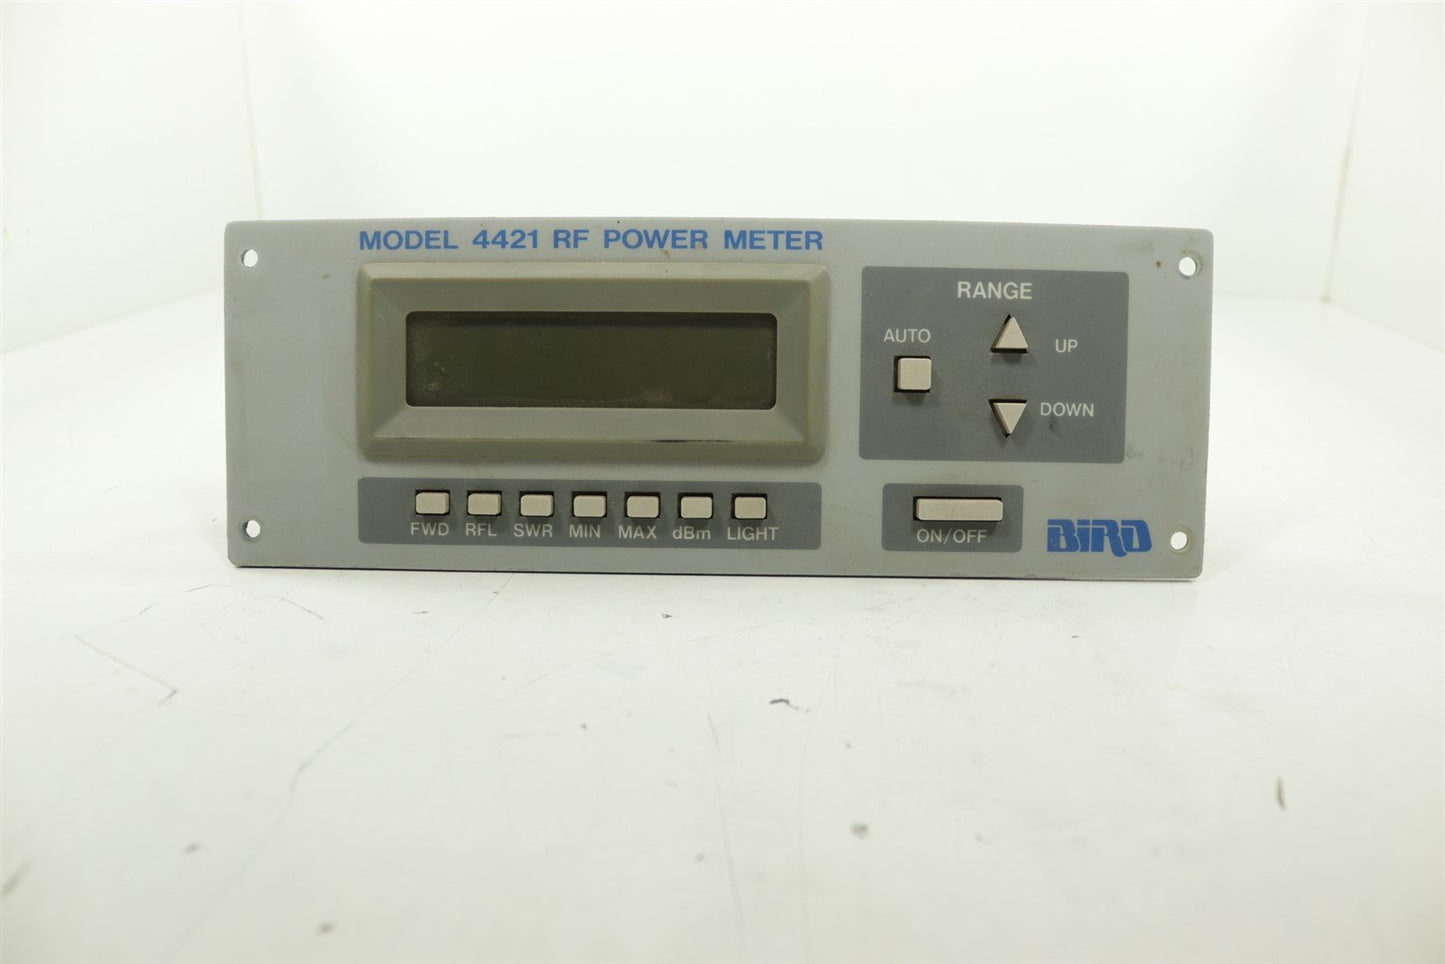 MODEL 4421 RF POWER METER
RANGE
AUTO
UP
DOWN
FWD RFL SWR MIN MAX dBm LIGHT
ON/OFF
BiRD